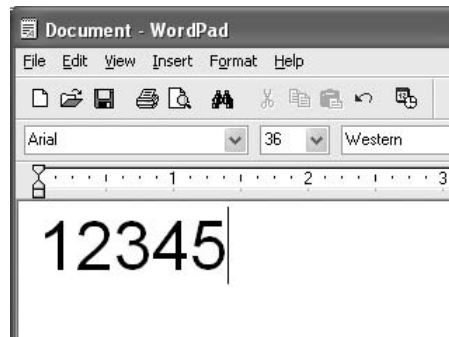 Document - WordPad
File Edit View Insert Format Help
Arial 36 Western
1 2 3
12345